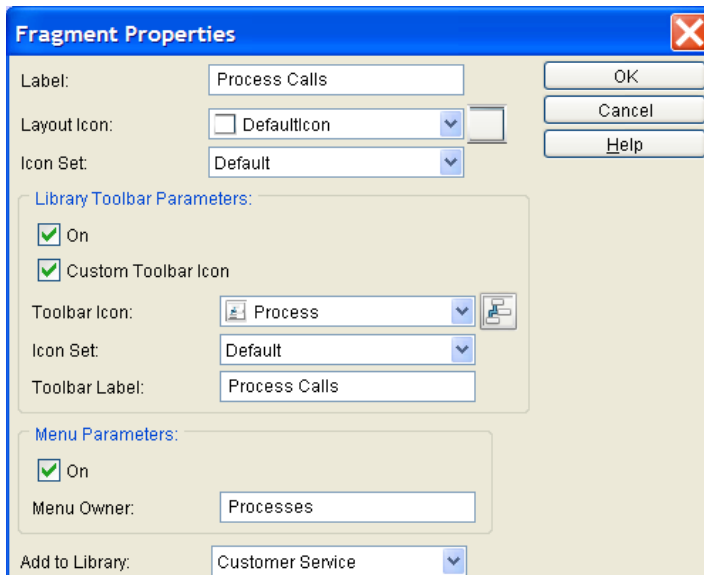 Fragment Properties
Label: Process Calls
OK
Layout Icon: DefaultIcon
Cancel
Icon Set: Default
Help
Library Toolbar Parameters:
On
Custom Toolbar Icon
Toolbar Icon: Process
Icon Set: Default
Toolbar Label: Process Calls
Menu Parameters:
On
Menu Owner: Processes
Add to Library: Customer Service